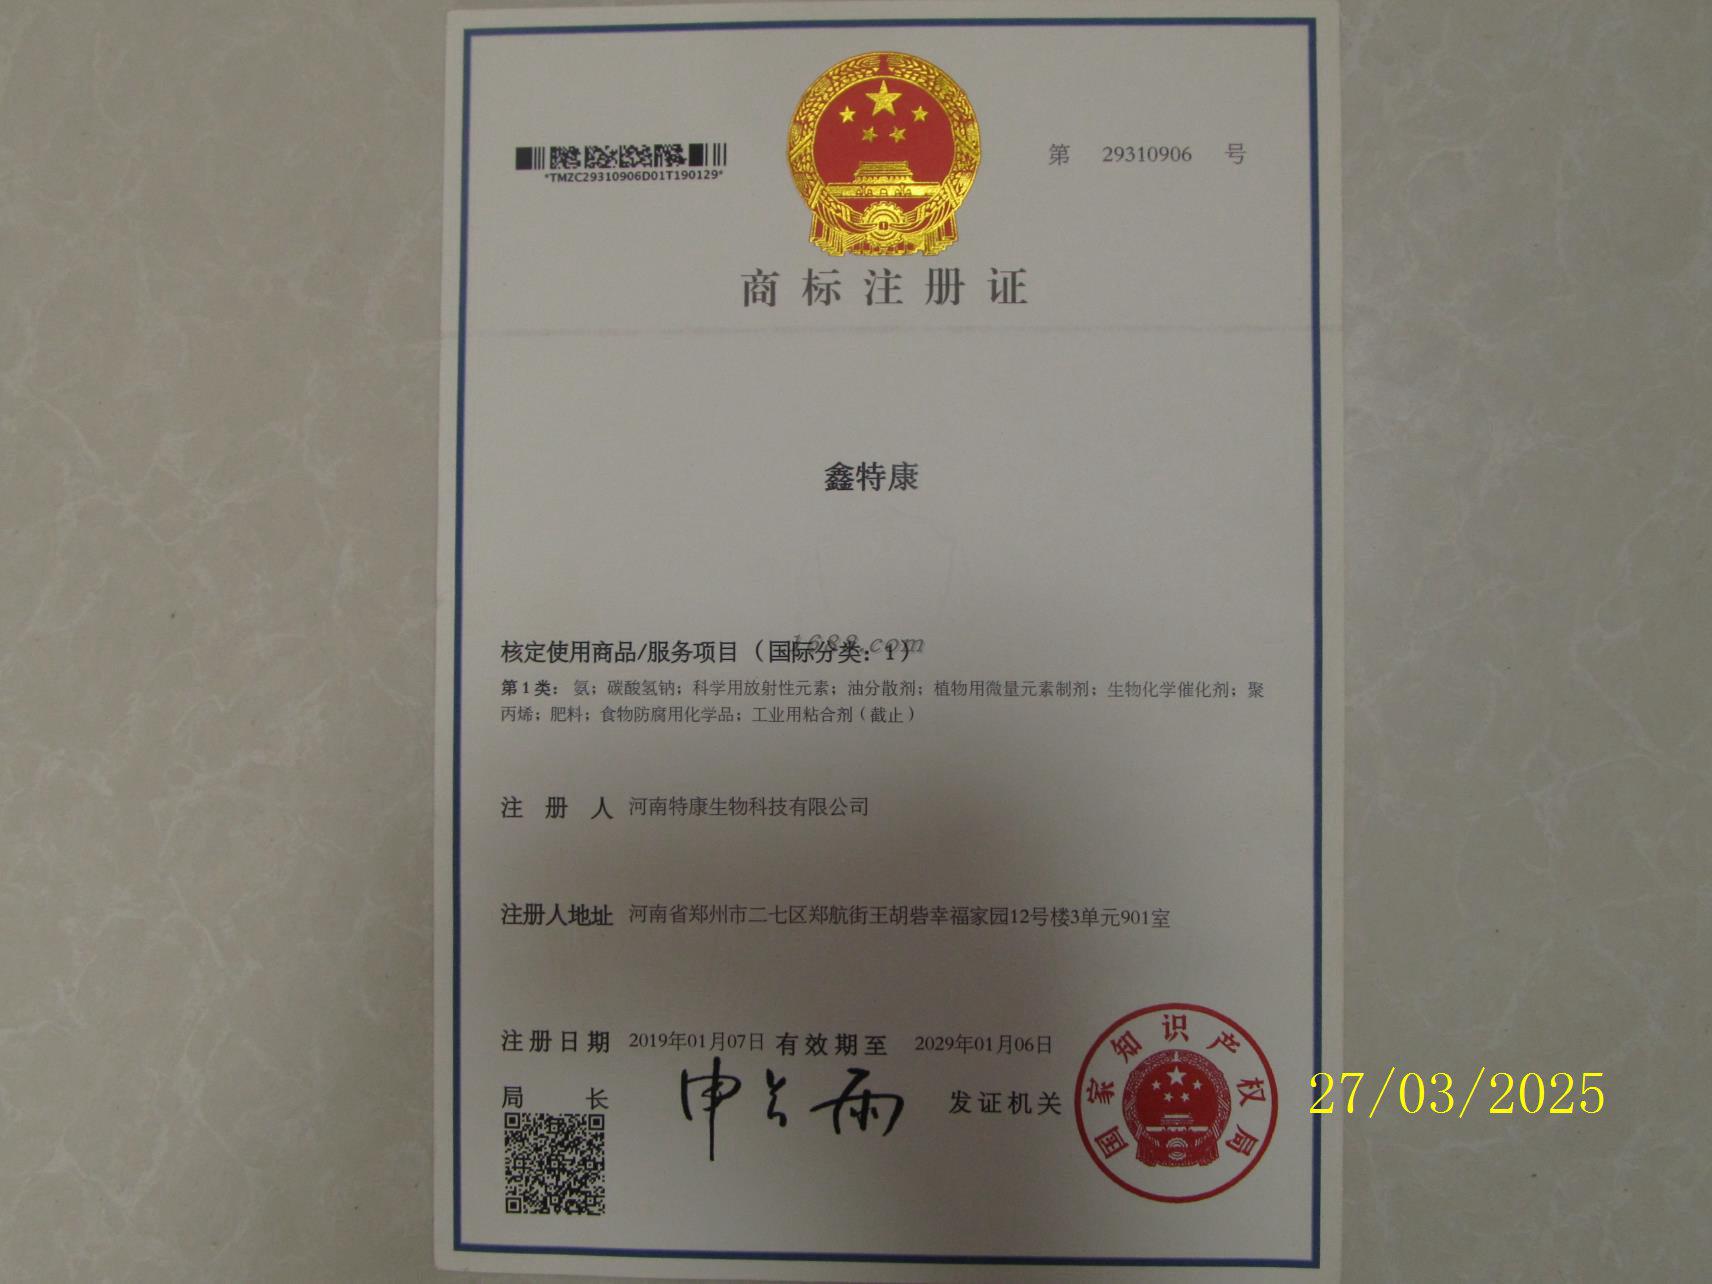 *TMZC29310906D01T190129*
第 29310906 号
商标注册证
鑫特康
1688.com
核定使用商品/服务项目（国际分类：1）
第1类：氨；碳酸氢钠；科学用放射性元素；油分散剂；植物用微量元素制剂；生物化学催化剂；聚
丙烯；肥料；食物防腐用化学品；工业用粘合剂（截止）
注册人 河南特康生物科技有限公司
注册人地址 河南省郑州市二七区郑航街王胡砦幸福家园12号楼3单元901室
注册日期 2019年01月07日 有效期至 2029年01月06日
局长 申长雨 发证机关
国家知识产权局
27/03/2025